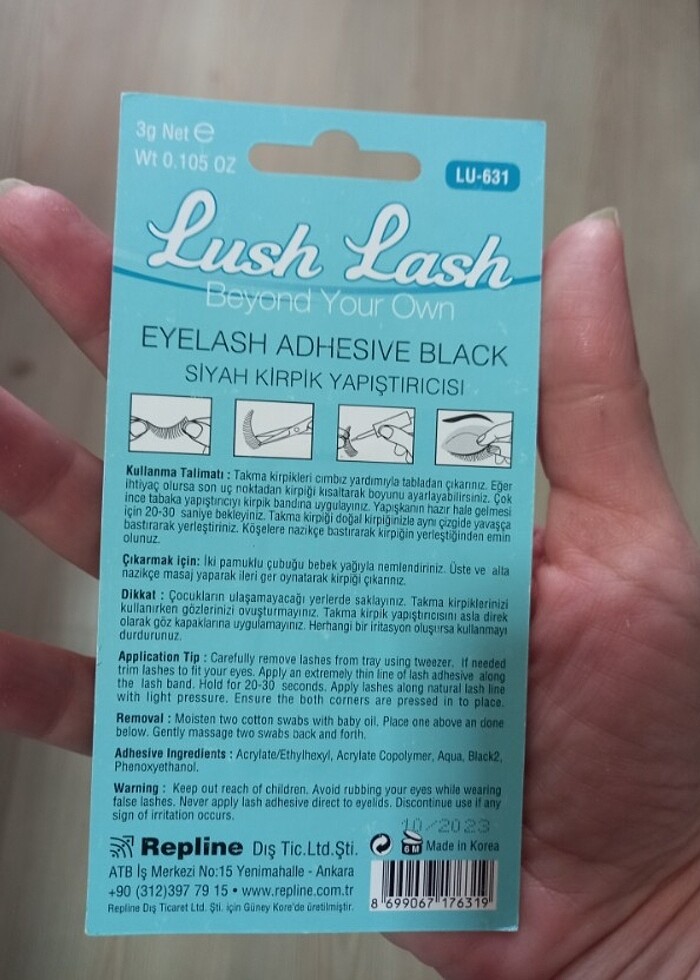 3g Net ℮
Wt 0.105 OZ
LU-631
Lush Lash
Beyond Your Own
EYELASH ADHESIVE BLACK
SİYAH KİRPİK YAPIŞTIRICISI
Kullanma Talimatı : Takma kirpikleri cımbız yardımıyla tabladan çıkarınız. Eğer
ihtiyaç olursa son uç noktadan kirpiği kısaltarak boyunu ayarlayabilirsiniz. Çok
ince tabaka yapıştırıcıyı kirpik bandına uygulayınız. Yapışkanın hazır hale gelmesi
için 20-30 saniye bekleyiniz. Takma kirpiği doğal kirpiğinizle aynı çizgide yavaşça
bastırarak yerleştiriniz. Köşelere nazikçe bastırarak kirpiğin yerleştiğinden emin
olunuz.
Çıkarmak için: İki pamuklu çubuğu bebek yağıyla nemlendiriniz. Üste ve alta
nazikçe masaj yaparak ileri ger oynatarak kirpiği çıkarınız.
Dikkat : Çocukların ulaşamayacağı yerlerde saklayınız. Takma kirpiklerinizi
kullanırken gözlerinizi ovuşturmayınız. Takma kirpik yapıştırıcısını asla direk
olarak göz kapaklarına uygulamayınız. Herhangi bir iritasyon oluşursa kullanmayı
durdurunuz.
Application Tip : Carefully remove lashes from tray using tweezer. If needed
trim lashes to fit your eyes. Apply an extremely thin line of lash adhesive along
the lash band. Hold for 20-30 seconds. Apply lashes along natural lash line
with light pressure. Ensure the both corners are pressed in to place.
Removal : Moisten two cotton swabs with baby oil. Place one above an done
below. Gently massage two swabs back and forth.
Adhesive Ingredients : Acrylate/Ethylhexyl, Acrylate Copolymer, Aqua, Black2,
Phenoxyethanol.
Warning : Keep out reach of children. Avoid rubbing your eyes while wearing
false lashes. Never apply lash adhesive direct to eyelids. Discontinue use if any
sign of irritation occurs.
10/2023
Repline Dış Tic.Ltd.Şti.
6 M Made in Korea
ATB İş Merkezi No:15 Yenimahalle - Ankara
+90 (312)397 79 15 • www.repline.com.tr
Repline Dış Ticaret Ltd. Şti. için Güney Kore'de üretilmiştir.
8 699067 176319